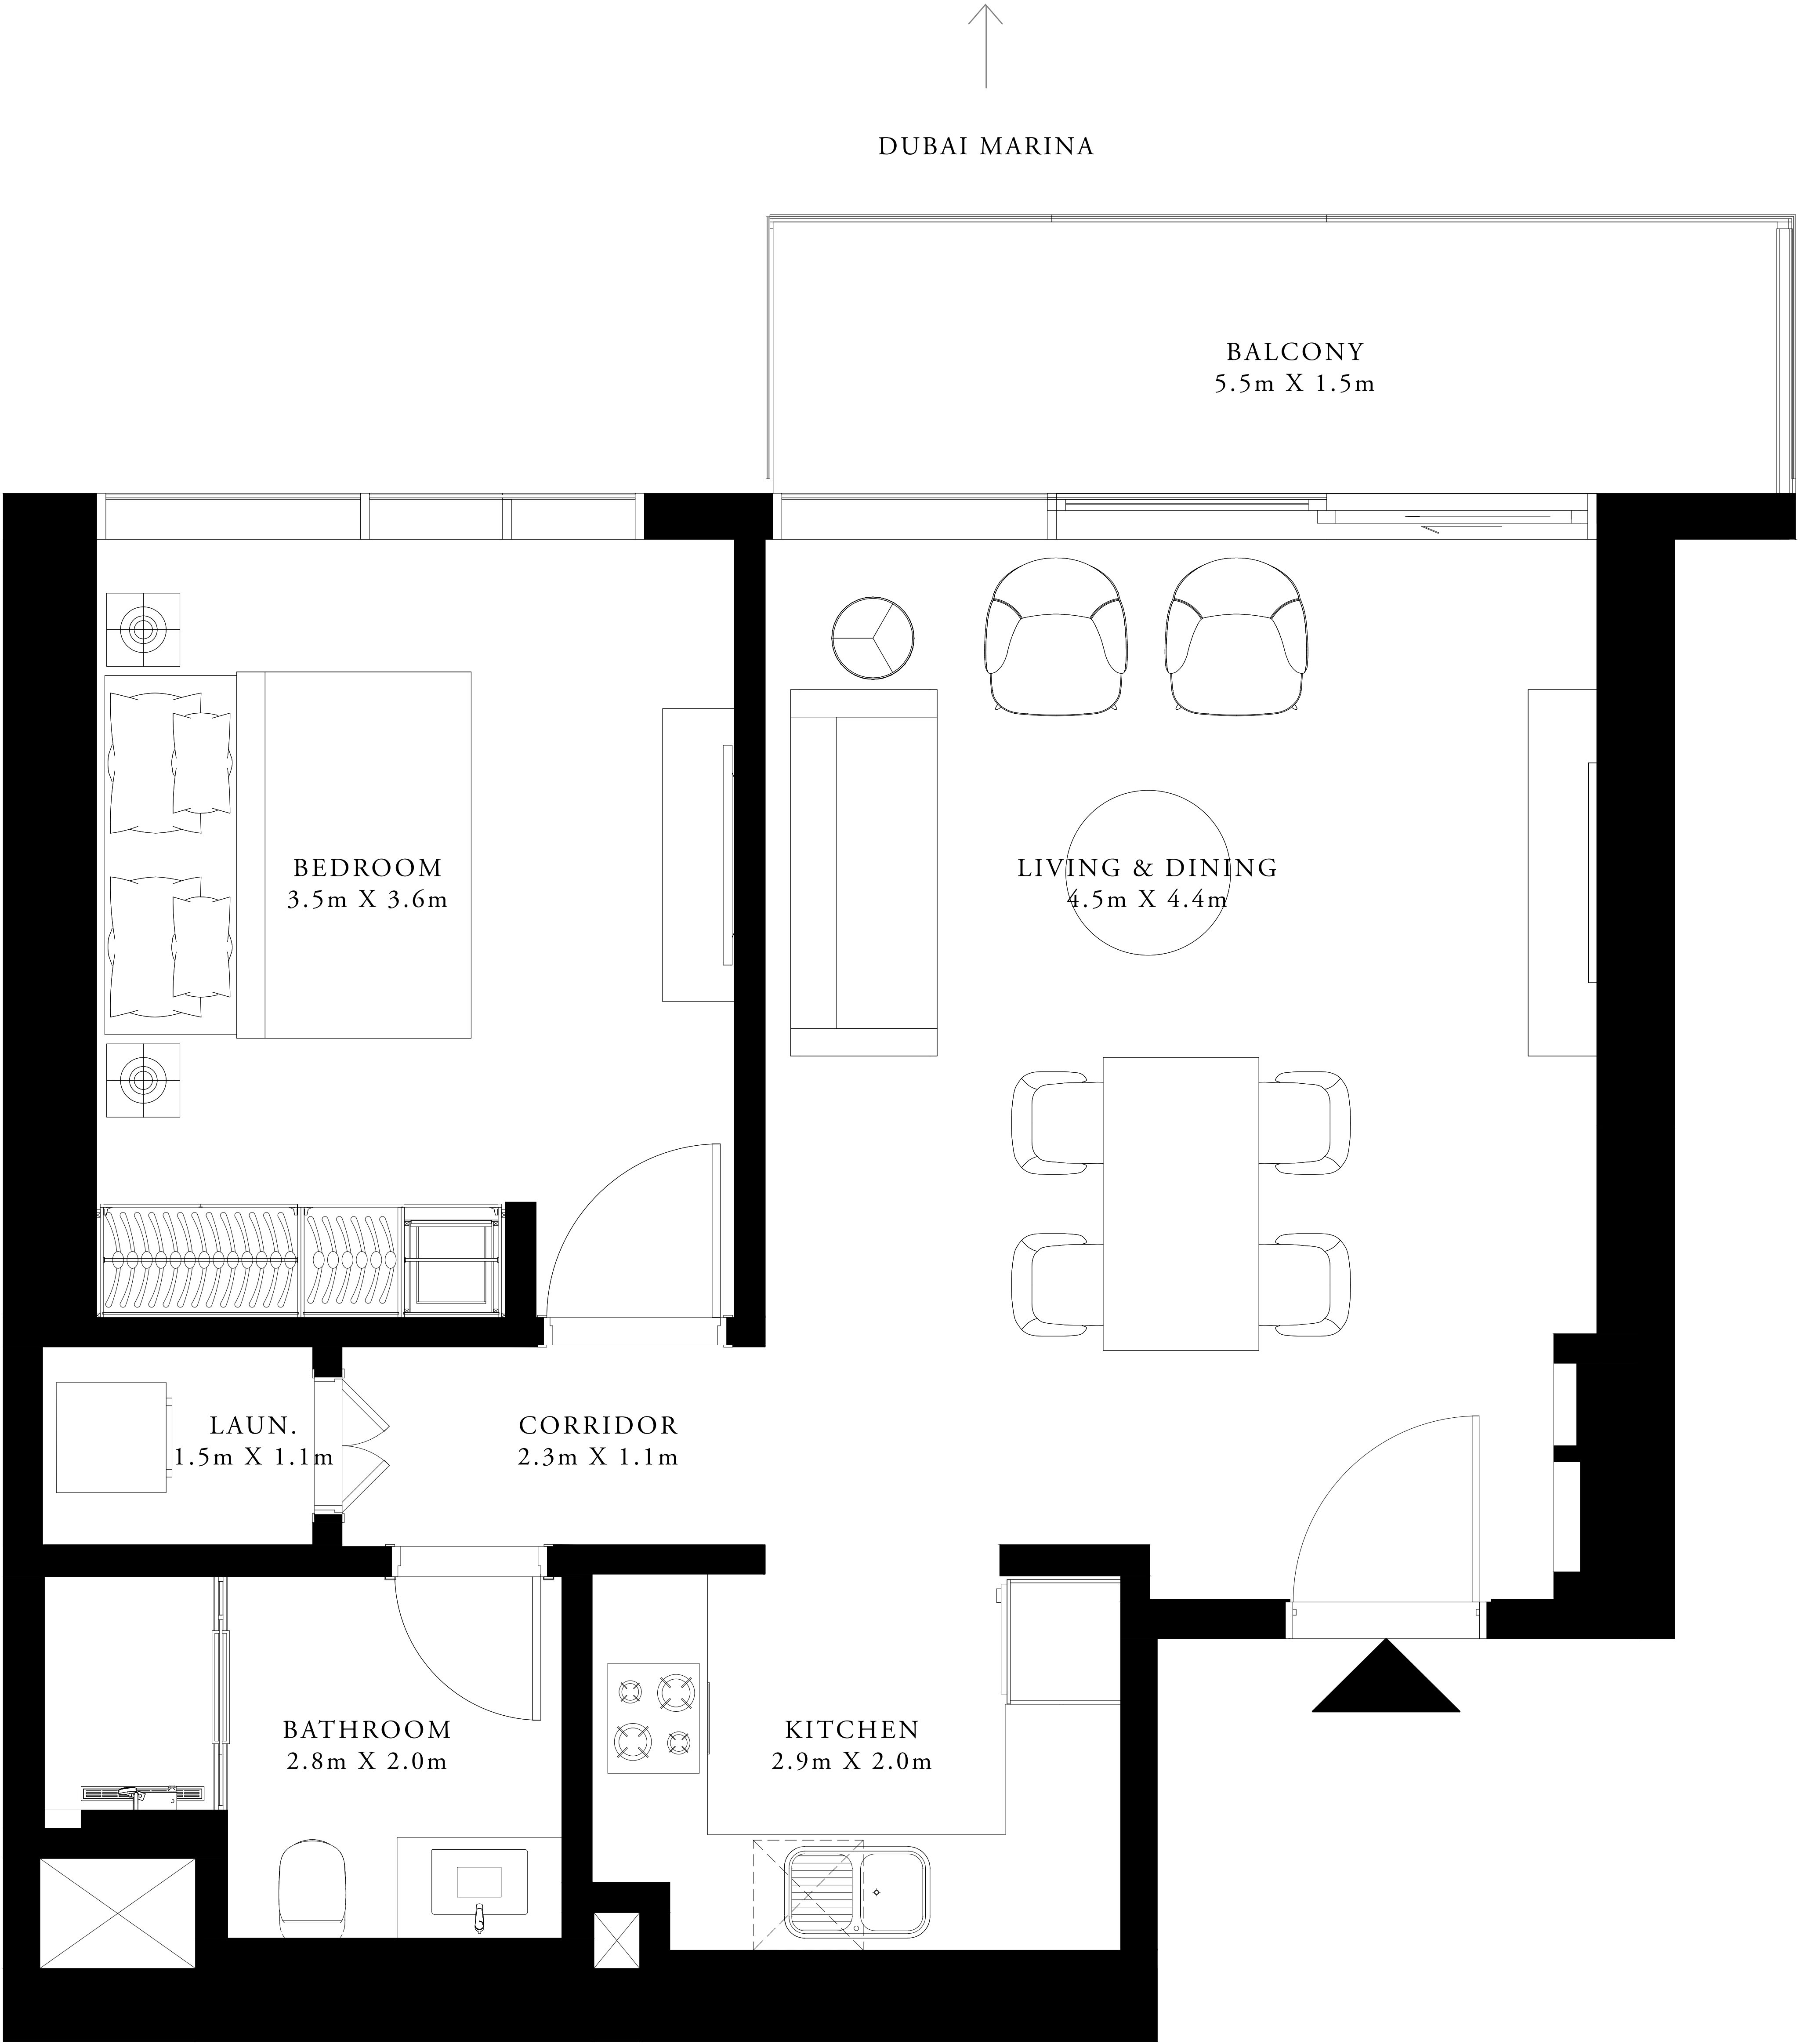 DUBAI MARINA
BALCONY
5.5m X 1.5m
BEDROOM
3.5m X 3.6m
LIVING & DINING
4.5m X 4.4m
LAUN.
1.5m X 1.1m
CORRIDOR
2.3m X 1.1m
BATHROOM
2.8m X 2.0m
KITCHEN
2.9m X 2.0m